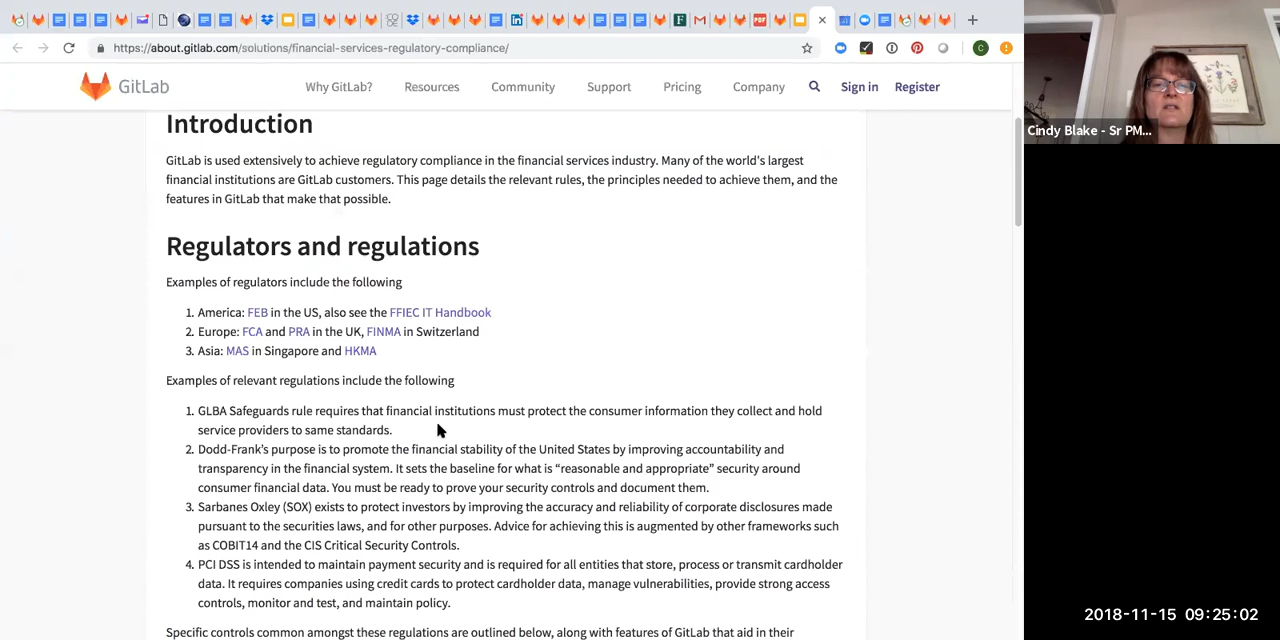 https://about.gitlab.com/solutions/financial-services-regulatory-compliance/
C
GitLab
Why GitLab?
Resources
Community
Support
Pricing
Company
Sign in
Register
Cindy Blake - Sr PM...
Introduction
GitLab is used extensively to achieve regulatory compliance in the financial services industry. Many of the world's largest
financial institutions are GitLab customers. This page details the relevant rules, the principles needed to achieve them, and the
features in GitLab that make that possible.
Regulators and regulations
Examples of regulators include the following
1. America: FEB in the US, also see the FFIEC IT Handbook
2. Europe: FCA and PRA in the UK, FINMA in Switzerland
3. Asia: MAS in Singapore and HKMA
Examples of relevant regulations include the following
1. GLBA Safeguards rule requires that financial institutions must protect the consumer information they collect and hold
service providers to same standards.
2. Dodd-Frank’s purpose is to promote the financial stability of the United States by improving accountability and
transparency in the financial system. It sets the baseline for what is “reasonable and appropriate” security around
consumer financial data. You must be ready to prove your security controls and document them.
3. Sarbanes Oxley (SOX) exists to protect investors by improving the accuracy and reliability of corporate disclosures made
pursuant to the securities laws, and for other purposes. Advice for achieving this is augmented by other frameworks such
as COBIT14 and the CIS Critical Security Controls.
4. PCI DSS is intended to maintain payment security and is required for all entities that store, process or transmit cardholder
data. It requires companies using credit cards to protect cardholder data, manage vulnerabilities, provide strong access
controls, monitor and test, and maintain policy.
Specific controls common amongst these regulations are outlined below, along with features of GitLab that aid in their
2018-11-15 09:25:02